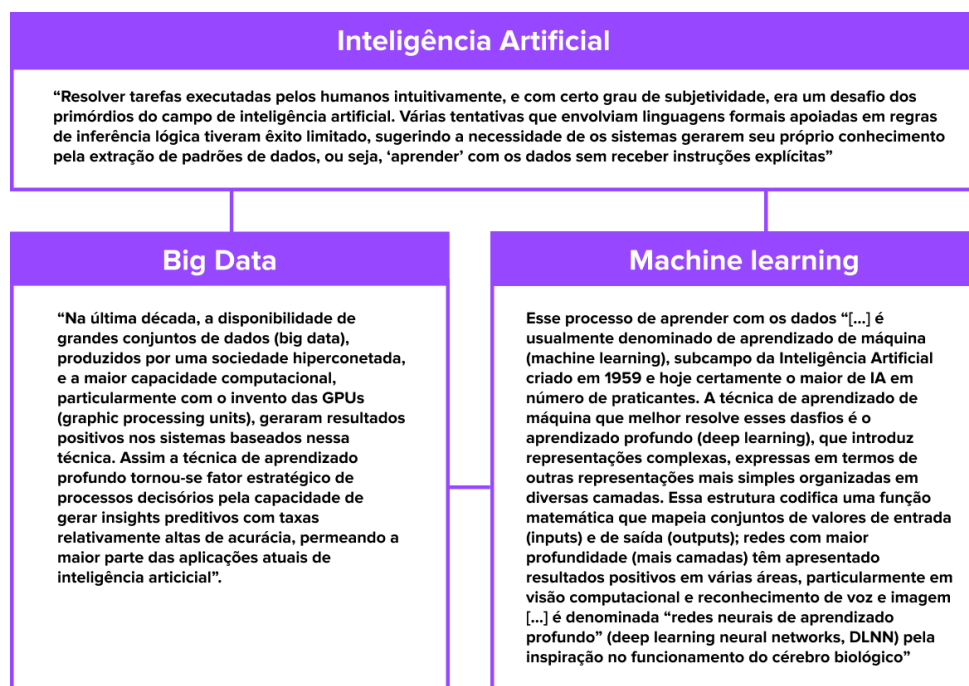 Inteligência Artificial
“Resolver tarefas executadas pelos humanos intuitivamente, e com certo grau de subjetividade, era um desafio dos
primórdios do campo de inteligência artificial. Várias tentativas que envolviam linguagens formais apoiadas em regras
de inferência lógica tiveram êxito limitado, sugerindo a necessidade de os sistemas gerarem seu próprio conhecimento
pela extração de padrões de dados, ou seja, ‘aprender’ com os dados sem receber instruções explícitas”
Big Data
“Na última década, a disponibilidade de
grandes conjuntos de dados (big data),
produzidos por uma sociedade hiperconetada,
e a maior capacidade computacional,
particularmente com o invento das GPUs
(graphic processing units), geraram resultados
positivos nos sistemas baseados nessa
técnica. Assim a técnica de aprendizado
profundo tornou-se fator estratégico de
processos decisórios pela capacidade de
gerar insights preditivos com taxas
relativamente altas de acurácia, permeando a
maior parte das aplicações atuais de
inteligência articicial”.
Machine learning
Esse processo de aprender com os dados “[...] é
usualmente denominado de aprendizado de máquina
(machine learning), subcampo da Inteligência Artificial
criado em 1959 e hoje certamente o maior de IA em
número de praticantes. A técnica de aprendizado de
máquina que melhor resolve esses dasfios é o
aprendizado profundo (deep learning), que introduz
representações complexas, expressas em termos de
outras representações mais simples organizadas em
diversas camadas. Essa estrutura codifica uma função
matemática que mapeia conjuntos de valores de entrada
(inputs) e de saída (outputs); redes com maior
profundidade (mais camadas) têm apresentado
resultados positivos em várias áreas, particularmente em
visão computacional e reconhecimento de voz e imagem
[...] é denominada “redes neurais de aprendizado
profundo” (deep learning neural networks, DLNN) pela
inspiração no funcionamento do cérebro biológico”